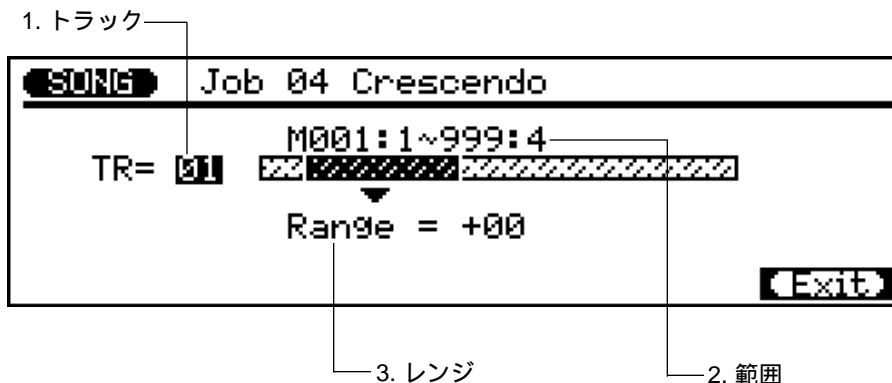 1. トラック
SONG Job 04 Crescendo
M001:1~999:4
TR= 01
Range = +00
Exit
3. レンジ
2. 範囲